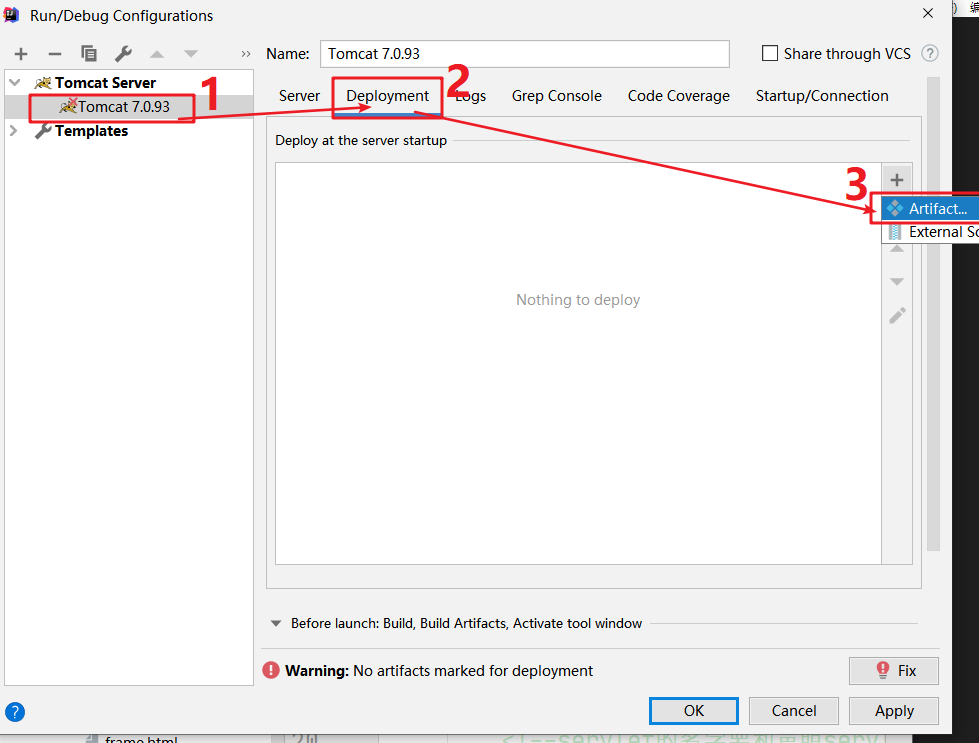 Run/Debug Configurations
Name: Tomcat 7.0.93
Share through VCS ?
Tomcat Server
Tomcat 7.0.93
Templates
1
2
Server Deployment Logs Grep Console Code Coverage Startup/Connection
Deploy at the server startup
3
Artifact...
External
Nothing to deploy
Before launch: Build, Build Artifacts, Activate tool window
Warning: No artifacts marked for deployment
Fix
?
OK Cancel Apply
frame.html